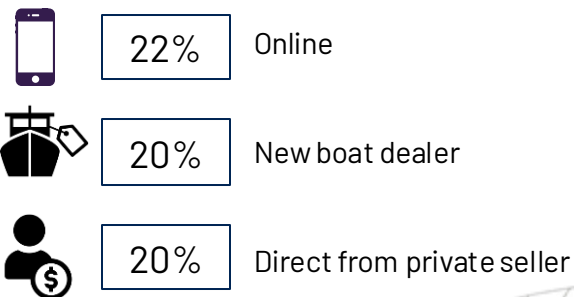 22% Online
20% New boat dealer
20% Direct from private seller
$